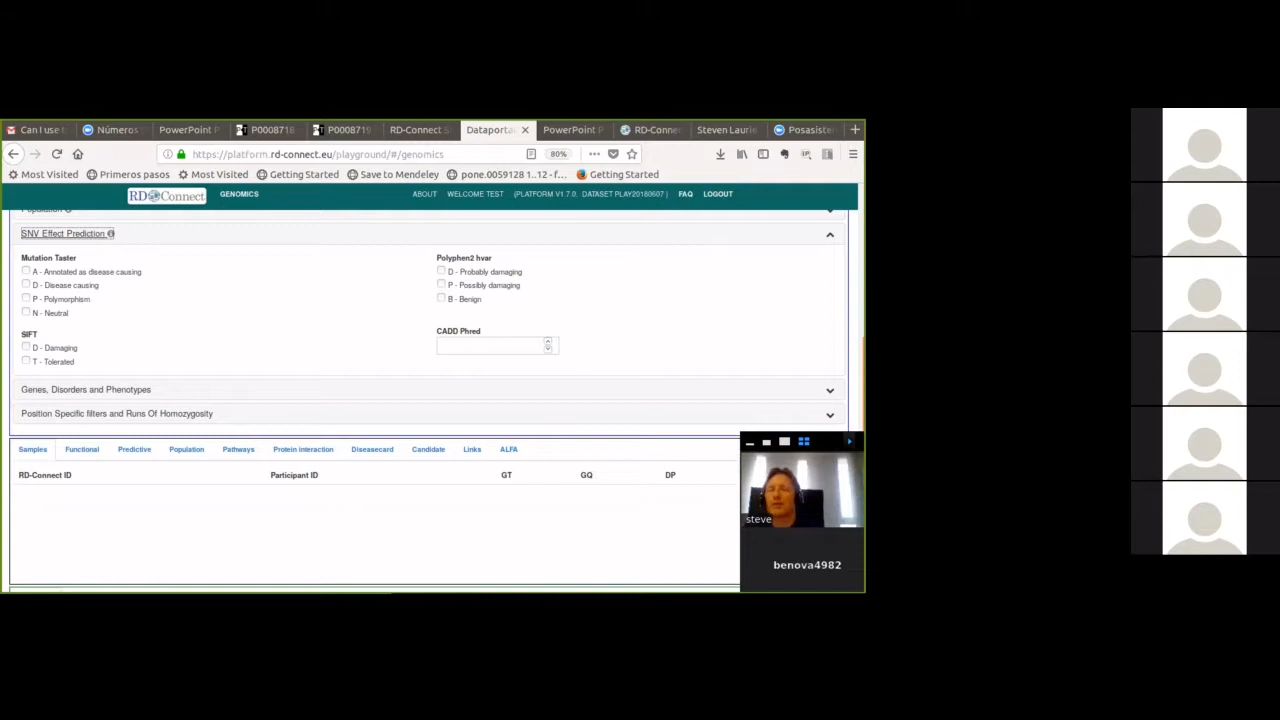 Can I use t Números PowerPoint P P0008718 P0008719 RD-Connect S Dataporta PowerPoint P RD-Conne Steven Laurie Posasiste
https://platform.rd-connect.eu/playground/#/genomics 80%
Most Visited Primeros pasos Most Visited Getting Started Save to Mendeley pone.0059128 1..12 - f... Getting Started
RD Connect GENOMICS ABOUT WELCOME TEST (PLATFORM V1.7.0. DATASET PLAY20180607 ) FAQ LOGOUT
SNV Effect Prediction
Mutation Taster
A - Annotated as disease causing
D - Disease causing
P - Polymorphism
N - Neutral
Polyphen2 hvar
D - Probably damaging
P - Possibly damaging
B - Benign
SIFT
D - Damaging
T - Tolerated
CADD Phred
Genes, Disorders and Phenotypes
Position Specific filters and Runs Of Homozygosity
Samples Functional Predictive Population Pathways Protein interaction Diseasecard Candidate Links ALFA
RD-Connect ID Participant ID GT GQ DP
steve
benova4982